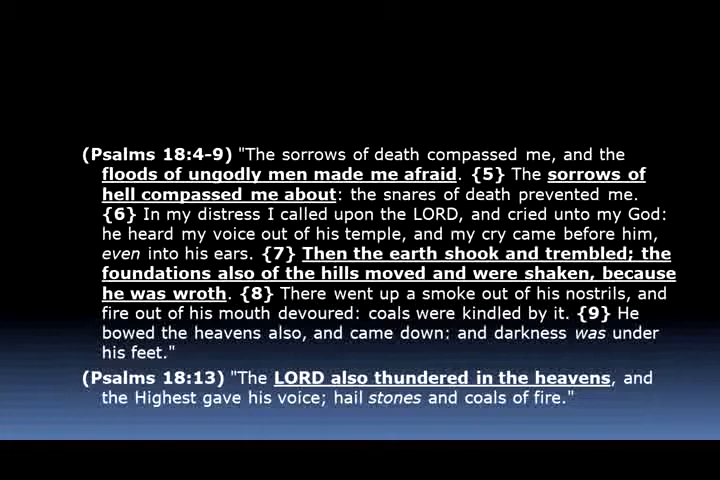 (Psalms 18:4-9) "The sorrows of death compassed me, and the
floods of ungodly men made me afraid. {5} The sorrows of
hell compassed me about: the snares of death prevented me.
{6} In my distress I called upon the LORD, and cried unto my God:
he heard my voice out of his temple, and my cry came before him,
even into his ears. {7} Then the earth shook and trembled; the
foundations also of the hills moved and were shaken, because
he was wroth. {8} There went up a smoke out of his nostrils, and
fire out of his mouth devoured: coals were kindled by it. {9} He
bowed the heavens also, and came down: and darkness was under
his feet."
(Psalms 18:13) "The LORD also thundered in the heavens, and
the Highest gave his voice; hail stones and coals of fire."